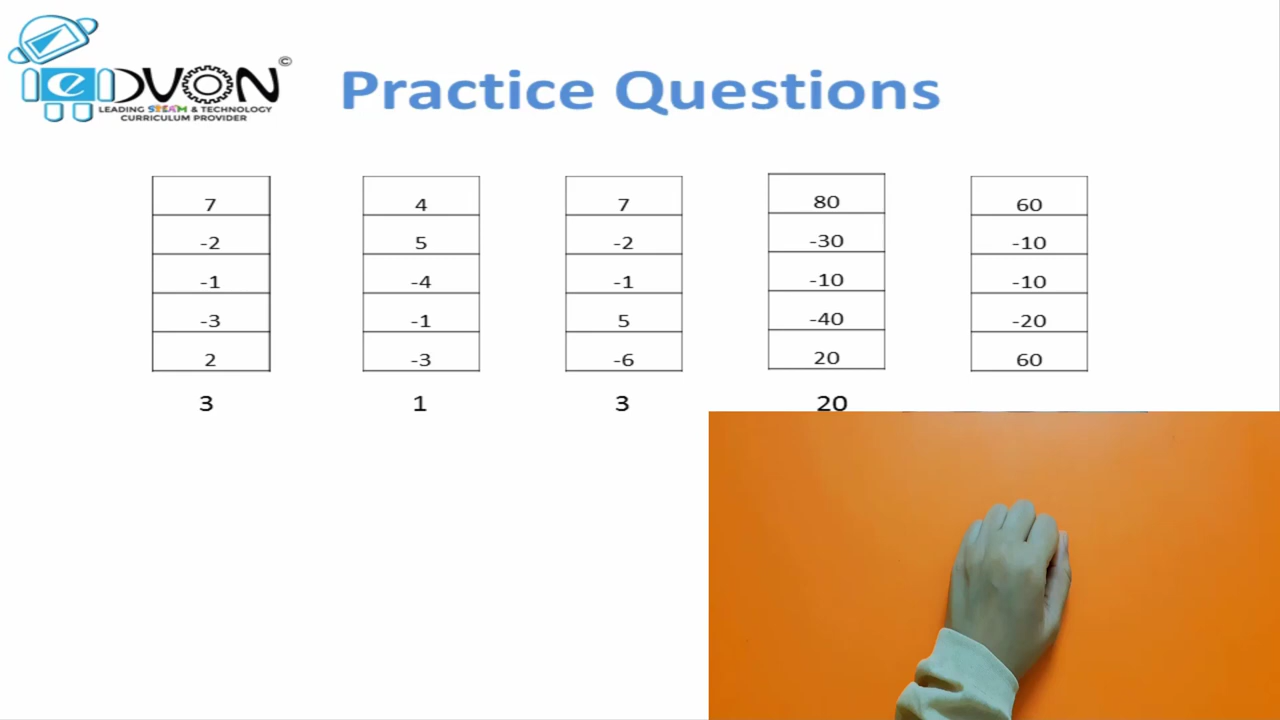 eDVON ©
LEADING STEAM & TECHNOLOGY
CURRICULUM PROVIDER
Practice Questions
7 4 7 80 60
-2 5 -2 -30 -10
-1 -4 -1 -10 -10
-3 -1 5 -40 -20
2 -3 -6 20 60
3 1 3 20